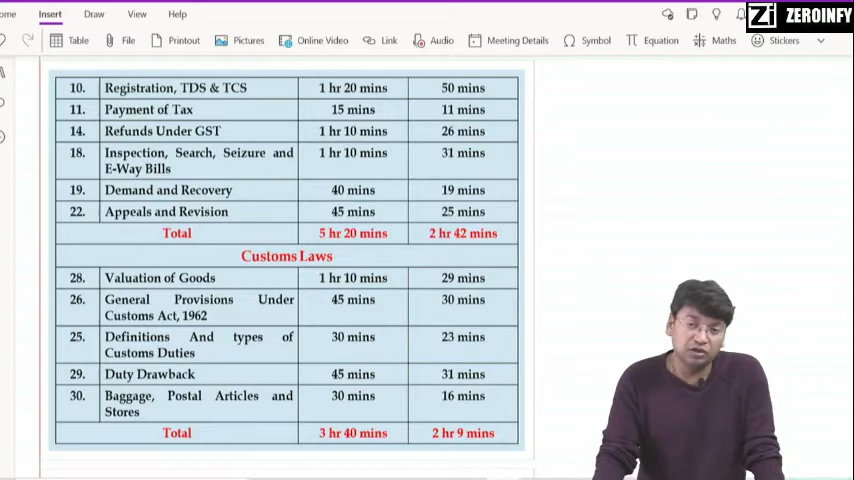 ome Insert Draw View Help
Zi ZEROINFY
Table File Printout Pictures Online Video Link Audio Meeting Details Symbol Equation Maths Stickers
10. Registration, TDS & TCS 1 hr 20 mins 50 mins
11. Payment of Tax 15 mins 11 mins
14. Refunds Under GST 1 hr 10 mins 26 mins
18. Inspection, Search, Seizure and 1 hr 10 mins 31 mins
E-Way Bills
19. Demand and Recovery 40 mins 19 mins
22. Appeals and Revision 45 mins 25 mins
Total 5 hr 20 mins 2 hr 42 mins
Customs Laws
28. Valuation of Goods 1 hr 10 mins 29 mins
26. General Provisions Under 45 mins 30 mins
Customs Act, 1962
25. Definitions And types of 30 mins 23 mins
Customs Duties
29. Duty Drawback 45 mins 31 mins
30. Baggage, Postal Articles and 30 mins 16 mins
Stores
Total 3 hr 40 mins 2 hr 9 mins